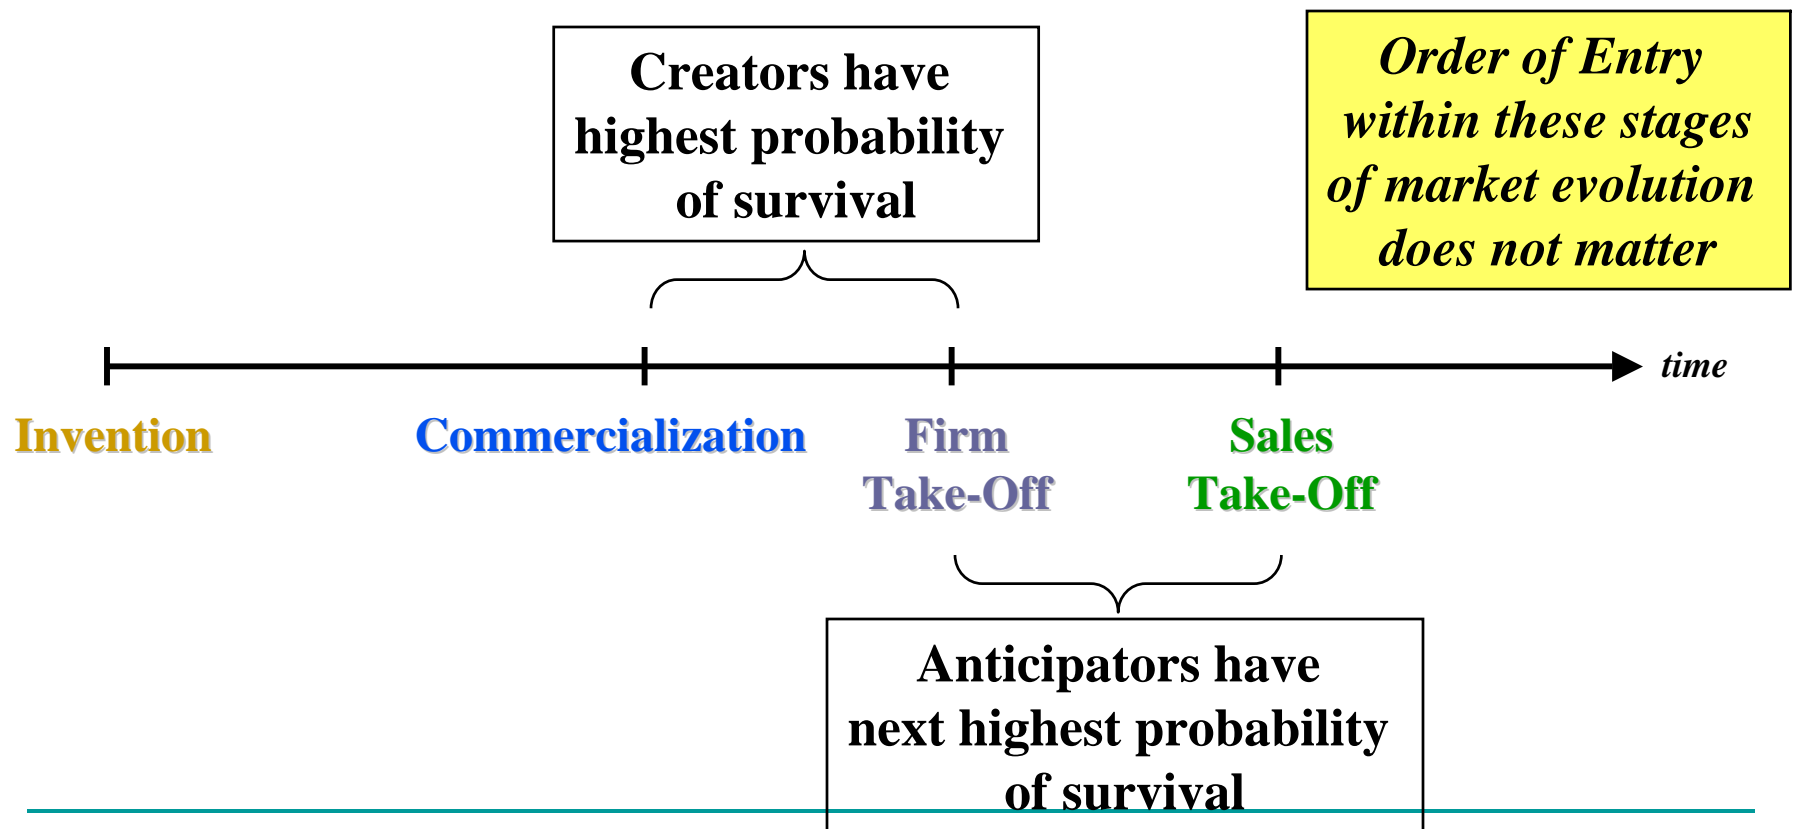 Creators have
highest probability
of survival
Order of Entry
within these stages
of market evolution
does not matter
time
Invention
Commercialization
Firm
Take-Off
Sales
Take-Off
Anticipators have
next highest probability
of survival